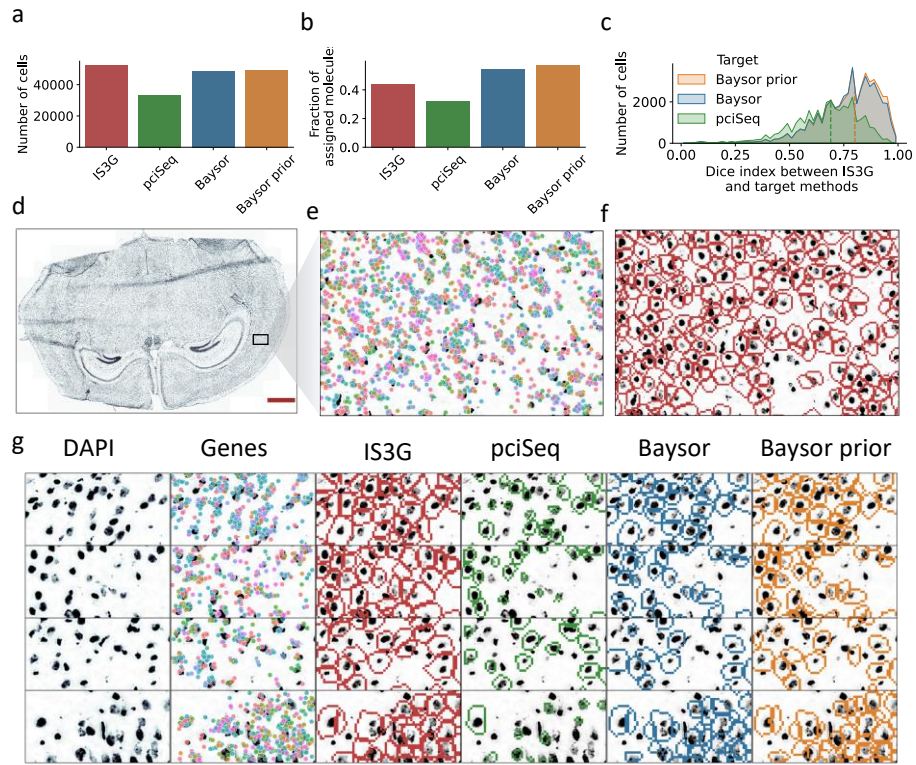 a
Number of cells
40000
20000
0
IS3G
pciSeq
Baysor
Baysor prior
b
Fraction of
assigned molecule
0.4
0.2
0.0
IS3G
pciSeq
Baysor
Baysor prior
c
Number of cells
2000
0
Target
Baysor prior
Baysor
pciSeq
0.00 0.25 0.50 0.75 1.00
Dice index between IS3G
and target methods
d
e
f
g
DAPI Genes IS3G pciSeq Baysor Baysor prior